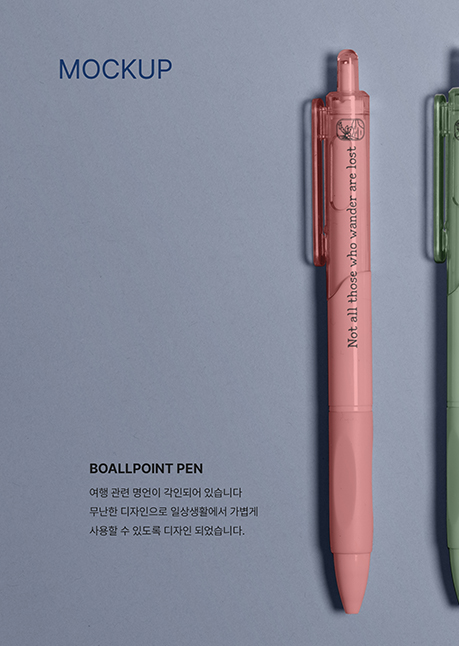 MOCKUP
Not all those who wander are lost
BOALLPOINT PEN
여행 관련 명언이 각인되어 있습니다
무난한 디자인으로 일상생활에서 가볍게
사용할 수 있도록 디자인 되었습니다.